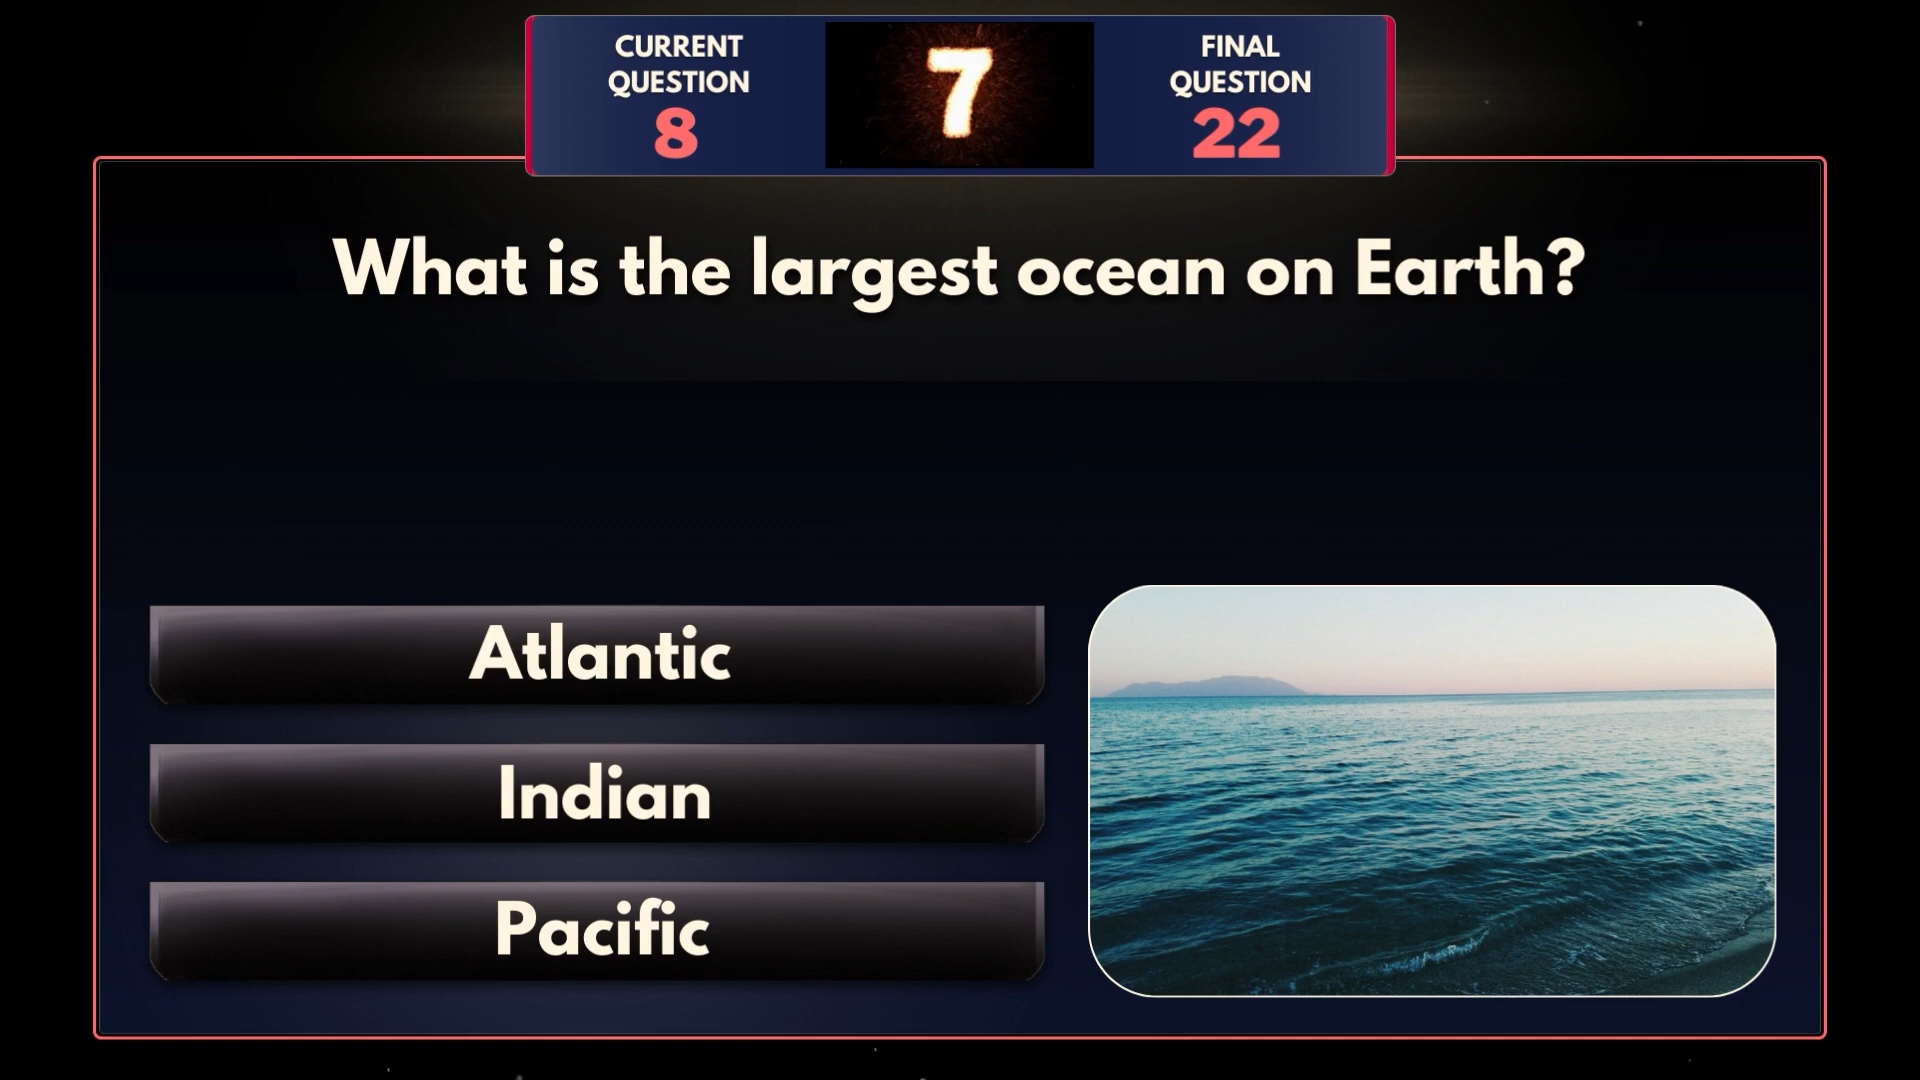 CURRENT
QUESTION
8
7
FINAL
QUESTION
22
What is the largest ocean on Earth?
Atlantic
Indian
Pacific